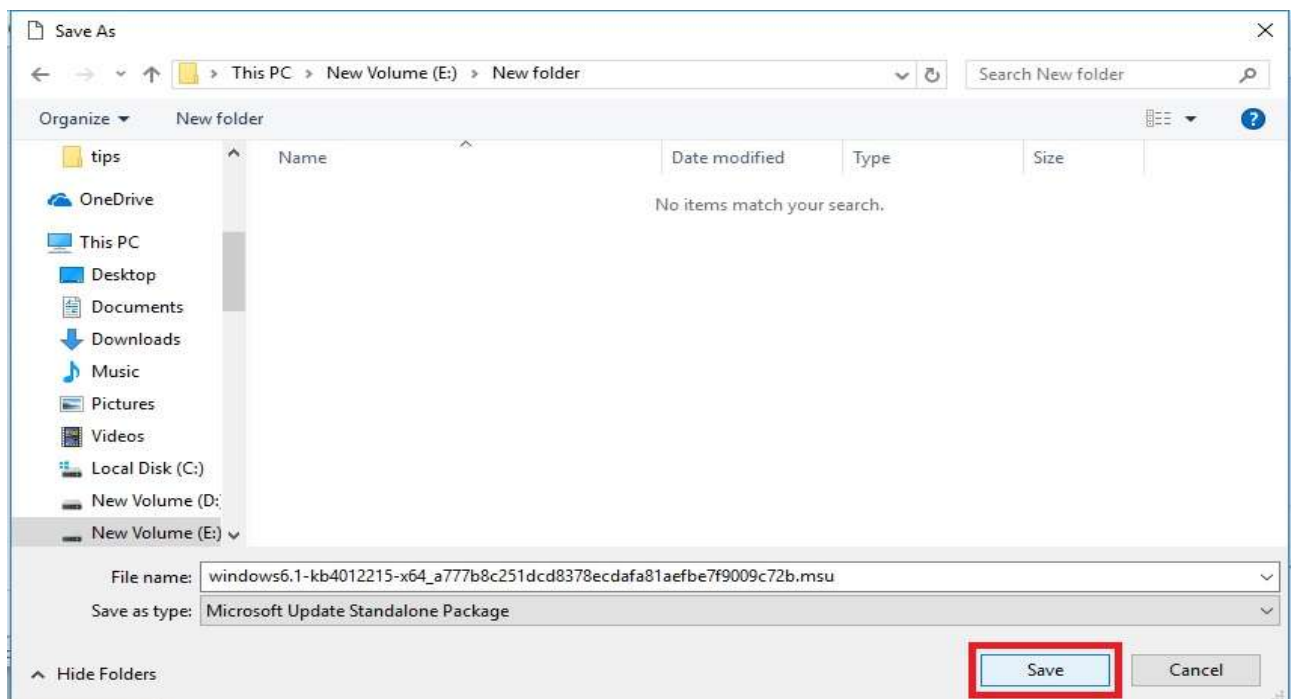 Save As
This PC > New Volume (E:) > New folder
Search New folder
Organize
New folder
?
tips
Name
Date modified
Type
Size
OneDrive
No items match your search.
This PC
Desktop
Documents
Downloads
Music
Pictures
Videos
Local Disk (C:)
New Volume (D:
New Volume (E:)
File name: windows6.1-kb4012215-x64_a777b8c251dcd8378ecdafa81aefbe7f9009c72b.msu
Save as type: Microsoft Update Standalone Package
Hide Folders
Save
Cancel